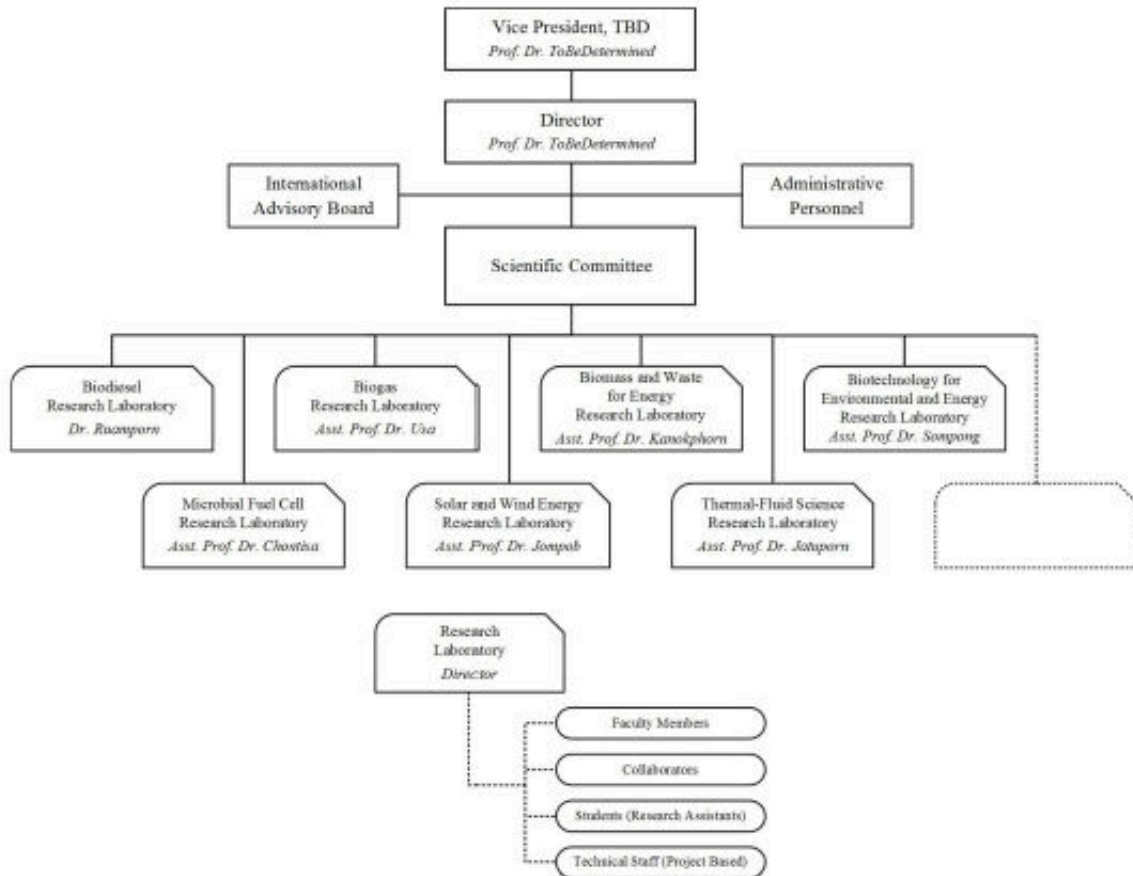 Vice President, TBD
Prof. Dr. ToBeDetermined
Director
Prof. Dr. ToBeDetermined
International
Advisory Board
Administrative
Personnel
Scientific Committee
Biodiesel
Research Laboratory
Dr. Ruamporn
Biogas
Research Laboratory
Asst. Prof. Dr. Usa
Biomass and Waste
for Energy
Research Laboratory
Asst. Prof. Dr. Kanokphorn
Biotechnology for
Environmental and Energy
Research Laboratory
Asst. Prof. Dr. Sompong
Microbial Fuel Cell
Research Laboratory
Asst. Prof. Dr. Chontisa
Solar and Wind Energy
Research Laboratory
Asst. Prof. Dr. Jompob
Thermal-Fluid Science
Research Laboratory
Asst. Prof. Dr. Jatuporn
Research
Laboratory
Director
Faculty Members
Collaborators
Students (Research Assistants)
Technical Staff (Project Based)